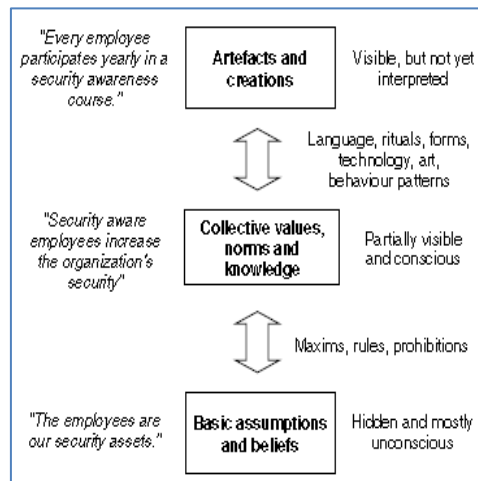 "Every employee
participates yearly in a
security awareness
course."
Artefacts and
creations
Visible, but not yet
interpreted
Language, rituals, forms,
technology, art,
behaviour patterns
"Security aware
employees increase
the organization's
security"
Collective values,
norms and
knowledge
Partially visible
and conscious
Maxims, rules, prohibitions
"The employees are
our security assets."
Basic assumptions
and beliefs
Hidden and mostly
unconscious